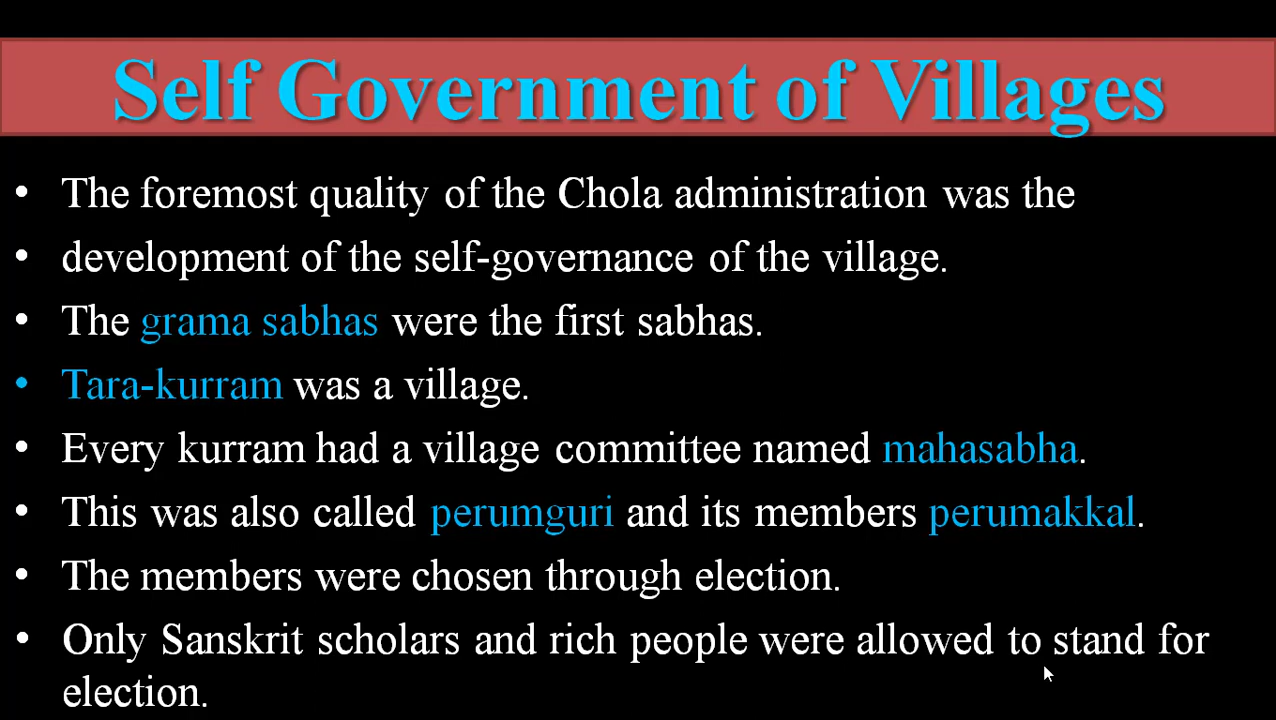 Self Government of Villages
• The foremost quality of the Chola administration was the
• development of the self-governance of the village.
• The grama sabhas were the first sabhas.
• Tara-kurram was a village.
• Every kurram had a village committee named mahasabha.
• This was also called perumguri and its members perumakkal.
• The members were chosen through election.
• Only Sanskrit scholars and rich people were allowed to stand for
election.